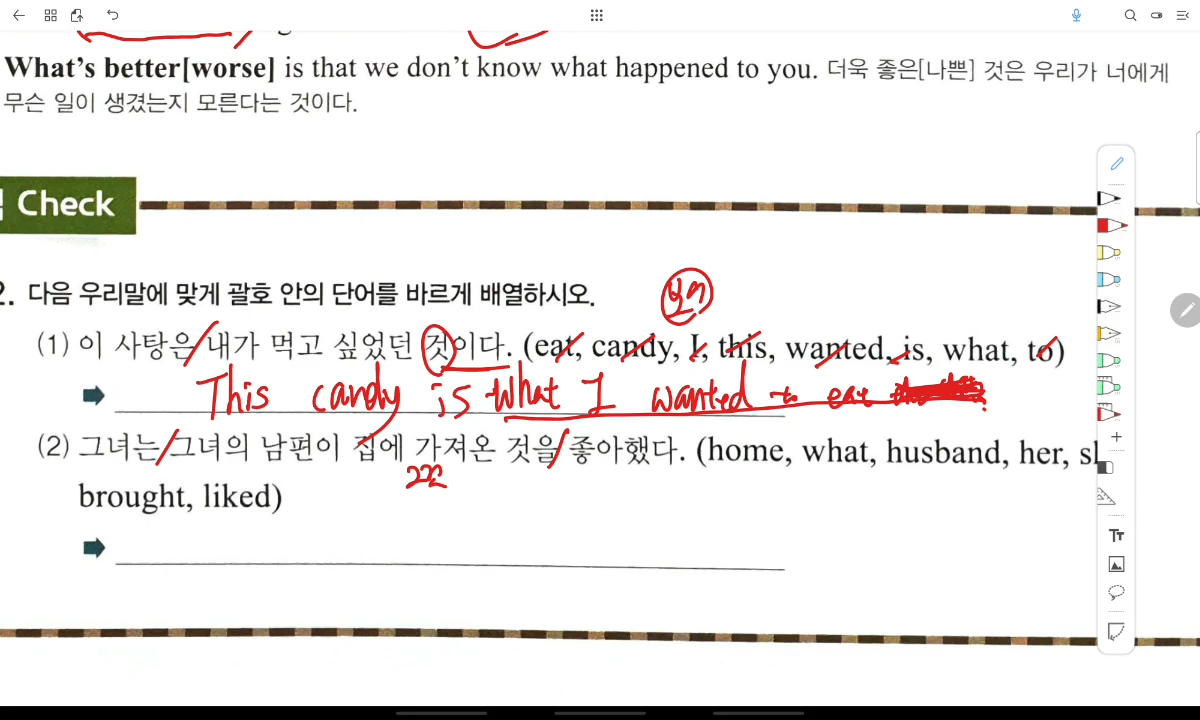 What's better[worse] is that we don't know what happened to you. 더욱 좋은[나쁜] 것은 우리가 너에게
무슨 일이 생겼는지 모른다는 것이다.
Check
2. 다음 우리말에 맞게 괄호 안의 단어를 바르게 배열하시오.
보어
(1) 이 사탕은/내가 먹고 싶었던 것이다. (eat, candy, I, this, wanted, is, what, to)
This candy is what I wanted to eat
(2) 그녀는/그녀의 남편이 집에 가져온 것을/좋아했다. (home, what, husband, her,
brought, liked)